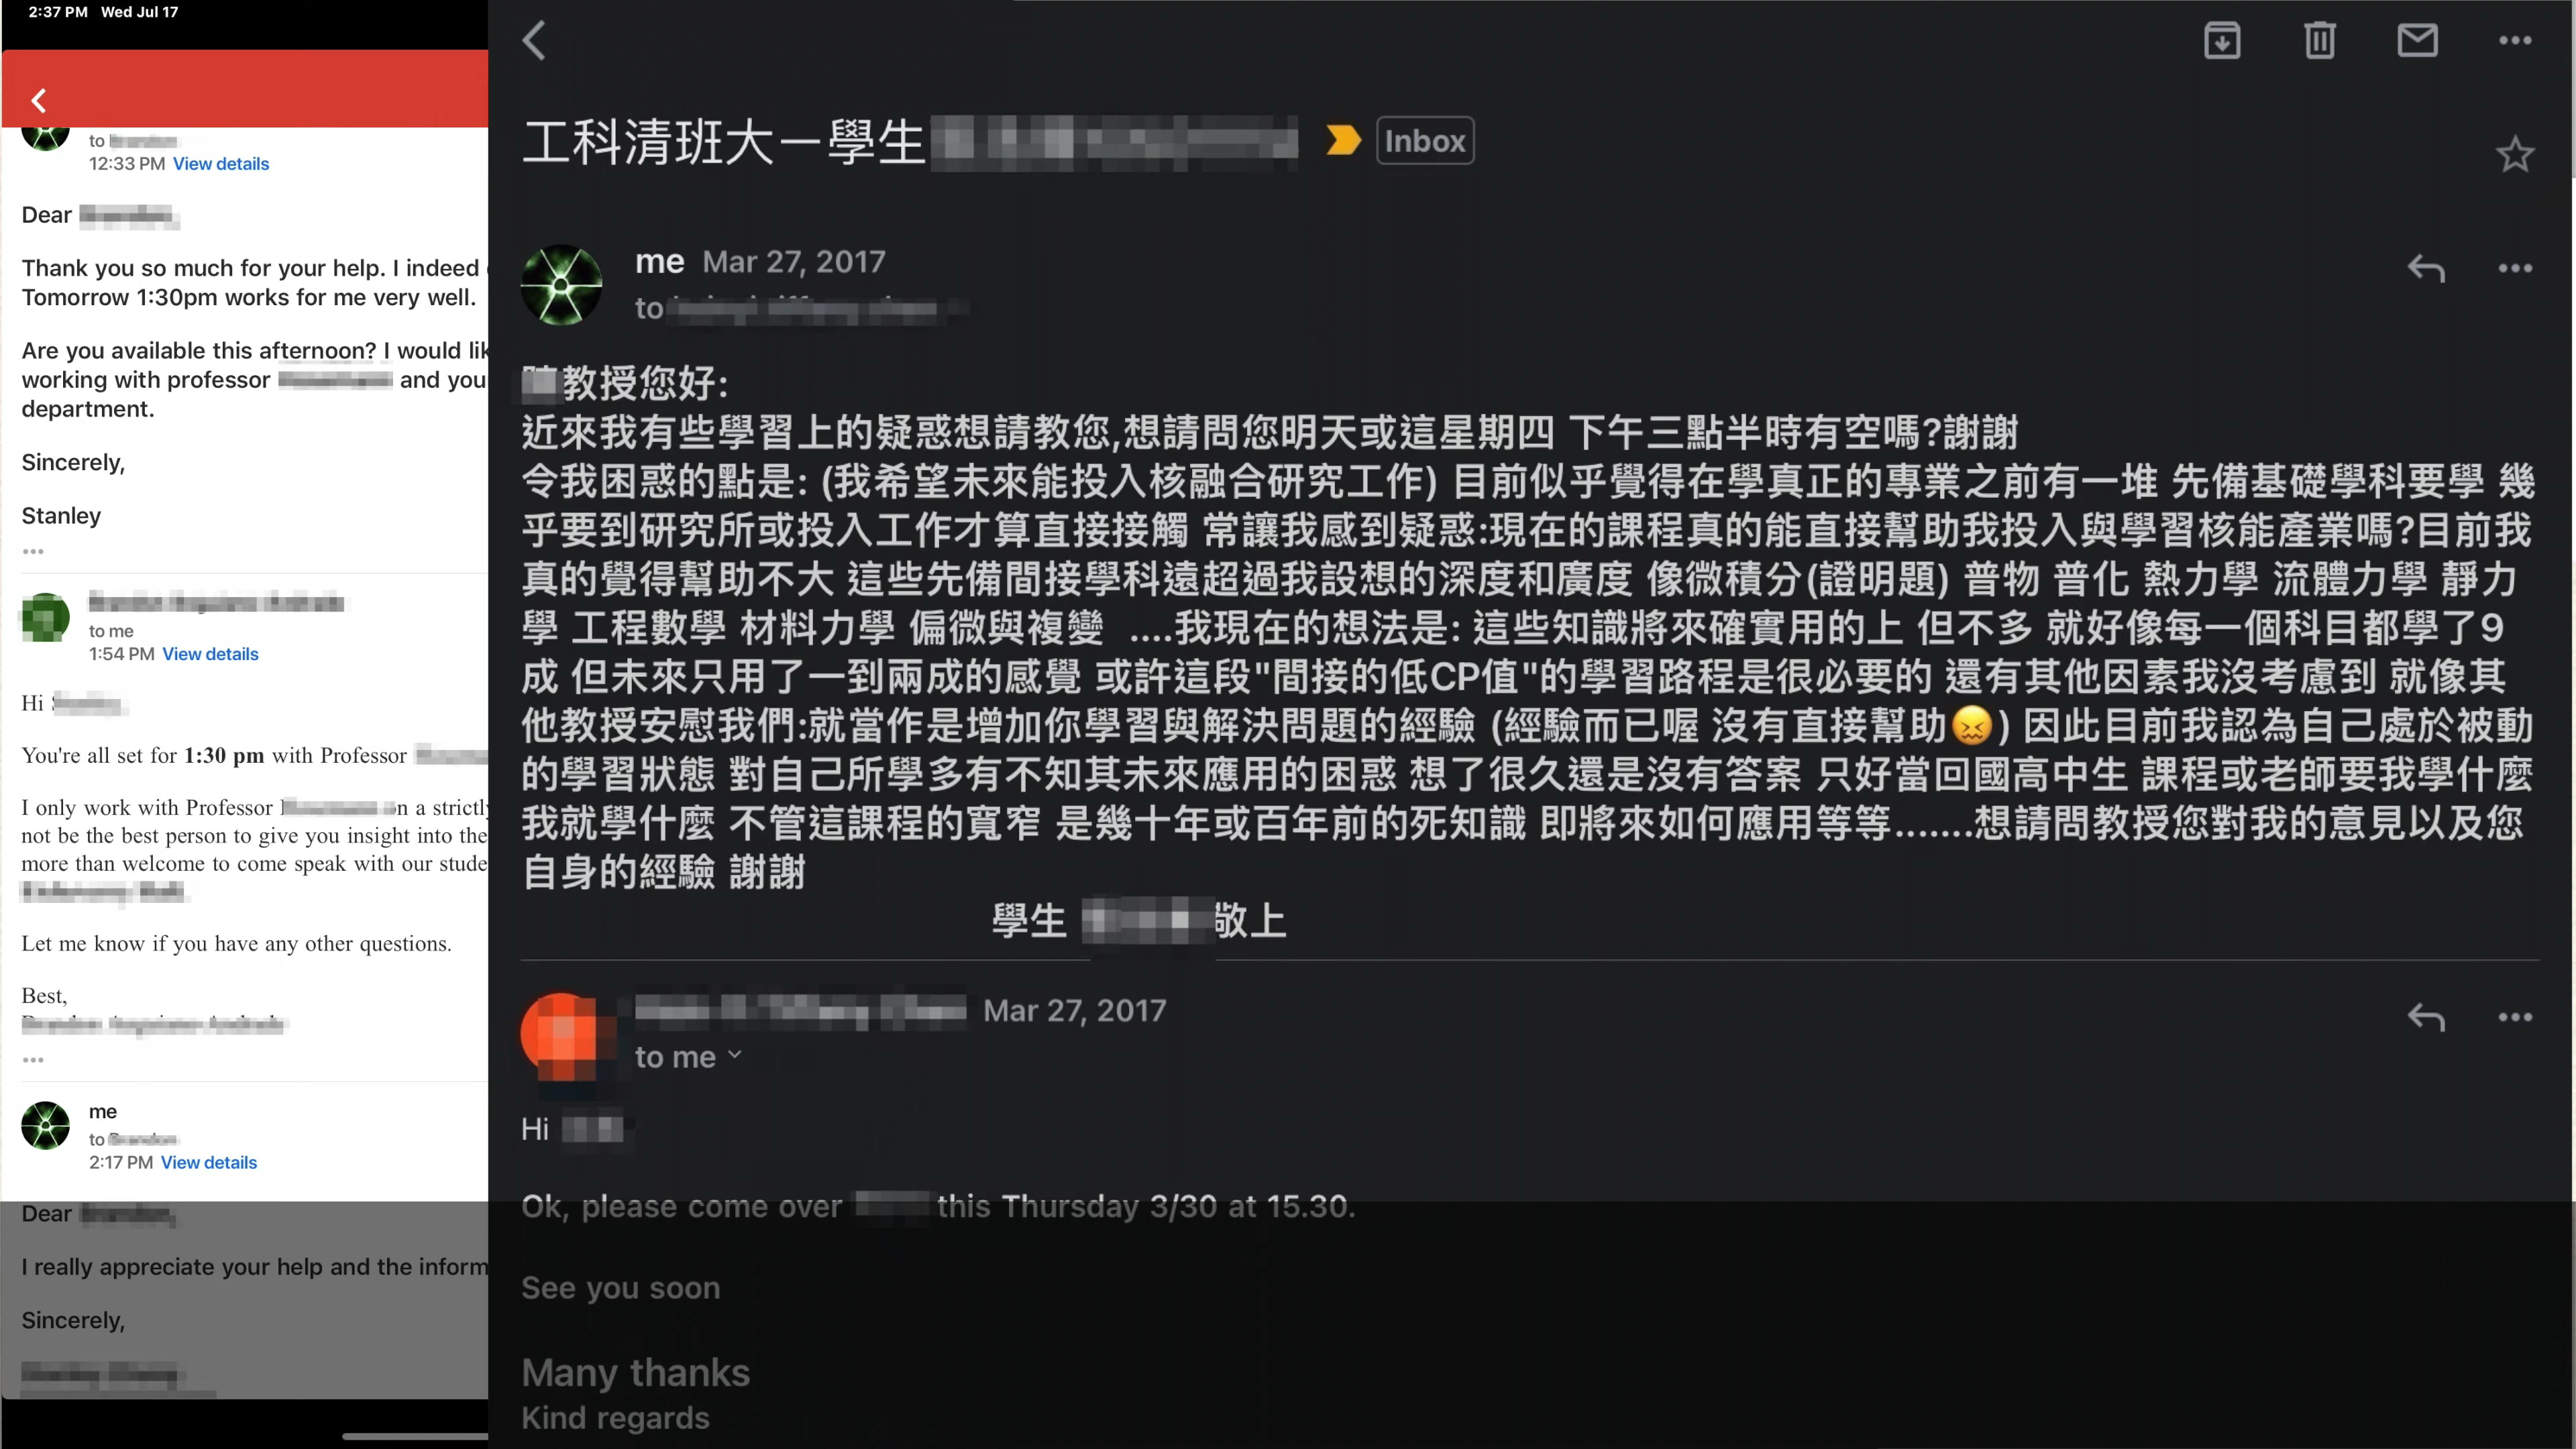 2:37 PM Wed Jul 17
to
12:33 PM View details
Dear
Thank you so much for your help. I indeed
Tomorrow 1:30pm works for me very well.
Are you available this afternoon? I would lik
working with professor and you
department.
Sincerely,
Stanley
...
to me
1:54 PM View details
Hi
You're all set for 1:30 pm with Professor
I only work with Professor on a strictly
not be the best person to give you insight into the
more than welcome to come speak with our stude
Let me know if you have any other questions.
Best,
...
me
to
2:17 PM View details
Dear
I really appreciate your help and the inform
Sincerely,
工科清班大一學生 Inbox
me Mar 27, 2017
to
教授您好:
近來我有些學習上的疑惑想請教您,想請問您明天或這星期四 下午三點半時有空嗎?謝謝
令我困惑的點是: (我希望未來能投入核融合研究工作) 目前似乎覺得在學真正的專業之前有一堆 先備基礎學科要學 幾
乎要到研究所或投入工作才算直接接觸 常讓我感到疑惑:現在的課程真的能直接幫助我投入與學習核能產業嗎?目前我
真的覺得幫助不大 這些先備間接學科遠超過我設想的深度和廣度 像微積分(證明題) 普物 普化 熱力學 流體力學 靜力
學 工程數學 材料力學 偏微與複變 ....我現在的想法是: 這些知識將來確實用的上 但不多 就好像每一個科目都學了9
成 但未來只用了一到兩成的感覺 或許這段"間接的低CP值"的學習路程是很必要的 還有其他因素我沒考慮到 就像其
他教授安慰我們:就當作是增加你學習與解決問題的經驗 (經驗而已喔 沒有直接幫助😖) 因此目前我認為自己處於被動
的學習狀態 對自己所學多有不知其未來應用的困惑 想了很久還是沒有答案 只好當回國高中生 課程或老師要我學什麼
我就學什麼 不管這課程的寬窄 是幾十年或百年前的死知識 即將來如何應用等等.......想請問教授您對我的意見以及您
自身的經驗 謝謝
學生 敬上
Mar 27, 2017
to me
Hi
Ok, please come over this Thursday 3/30 at 15.30.
See you soon
Many thanks
Kind regards